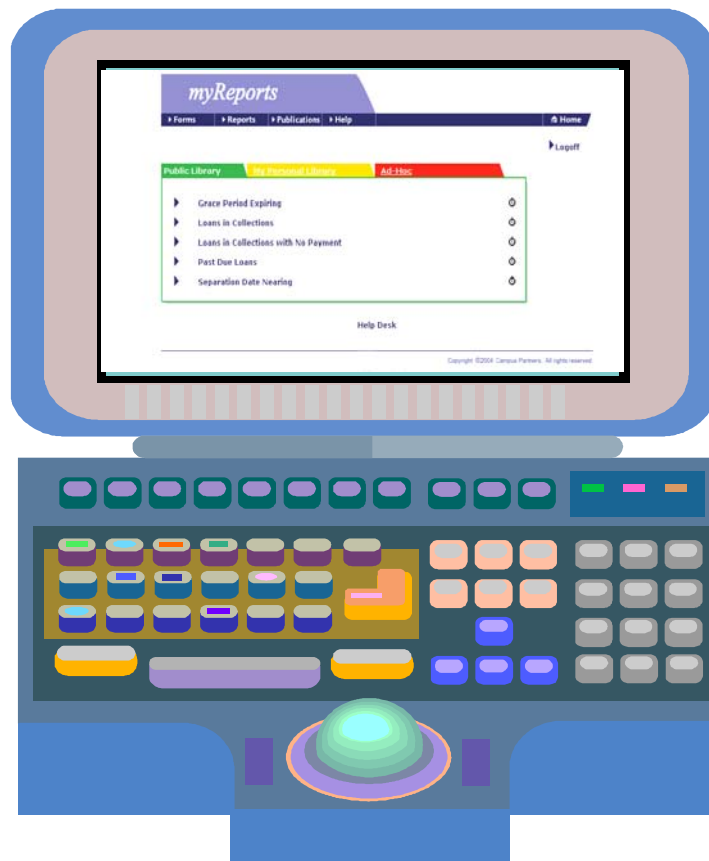 myReports
Forms Reports Publications Help Home
Logoff
Public Library My Personal Library Ad-Hoc
Grace Period Expiring
Loans in Collections
Loans in Collections with No Payment
Past Due Loans
Separation Date Nearing
Help Desk
Copyright ©2004 Campus Partners. All rights reserved.